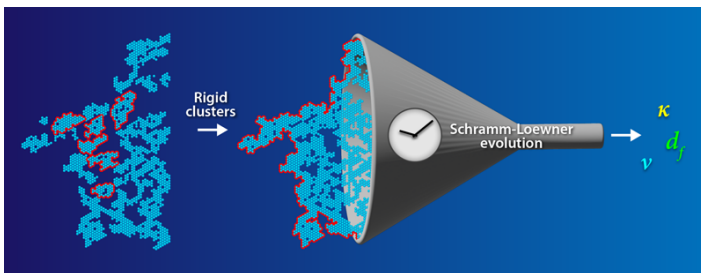 Rigid
clusters
Schramm-Loewner
evolution
κ
d_f
ν